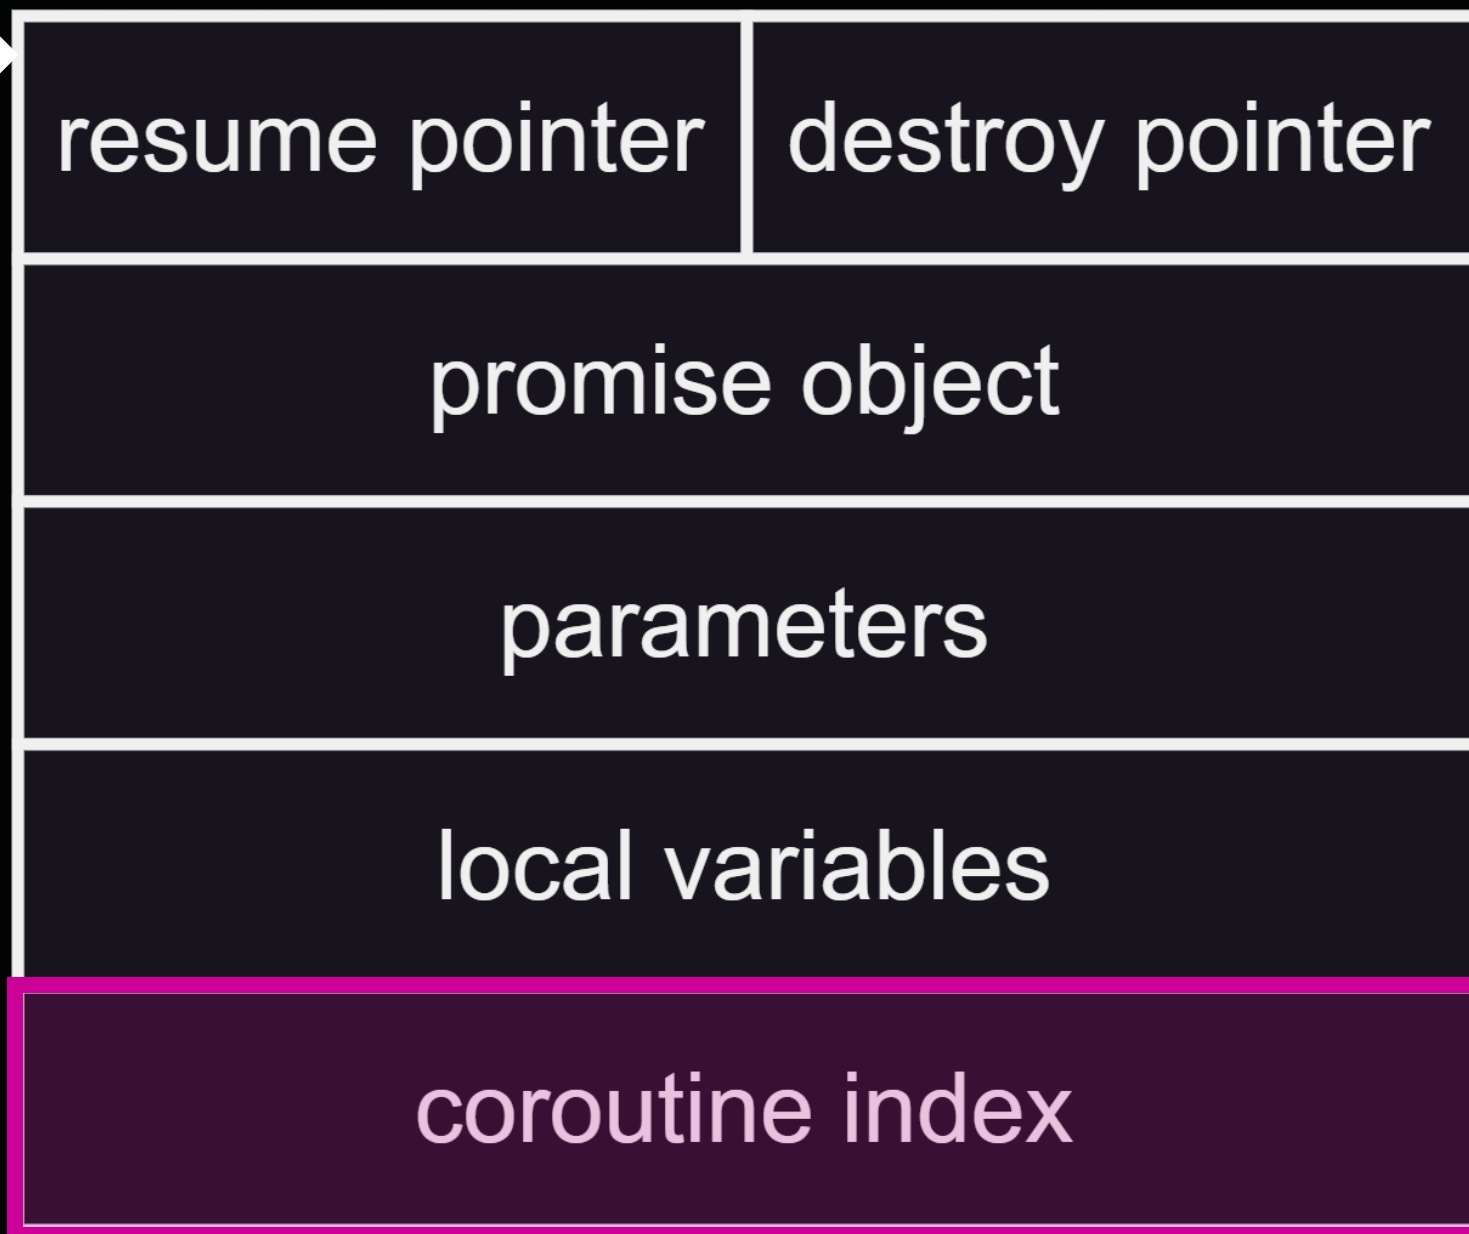 resume pointer destroy pointer
promise object
parameters
local variables
coroutine index